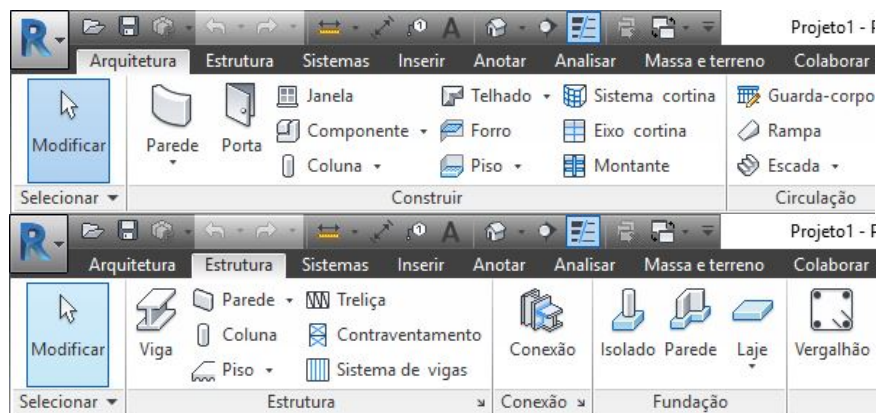 Projeto1 - P
Arquitetura Estrutura Sistemas Inserir Anotar Analisar Massa e terreno Colaborar
Modificar
Parede
Porta
Janela
Componente
Coluna
Telhado
Forro
Piso
Sistema cortina
Eixo cortina
Montante
Guarda-corpo
Rampa
Escada
Selecionar Construir Circulação
Projeto1 - P
Arquitetura Estrutura Sistemas Inserir Anotar Analisar Massa e terreno Colaborar
Modificar
Viga
Parede
Coluna
Piso
Treliça
Contraventamento
Sistema de vigas
Conexão
Isolado
Parede
Laje
Vergalhão
Selecionar Estrutura Conexão Fundação